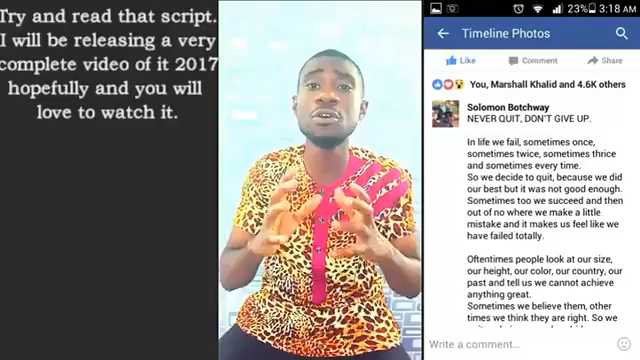 Try and read that script.
I will be releasing a very
complete video of it 2017
hopefully and you will
love to watch it.
23% 3:18 AM
Timeline Photos
Like Comment Share
You, Marshall Khalid and 4.6K others
Solomon Botchway
NEVER QUIT, DON'T GIVE UP.
In life we fail, sometimes once,
sometimes twice, sometimes thrice
and sometimes every time.
So we decide to quit, because we did
our best but it was not good enough.
Sometimes too we succeed and then
out of no where we make a little
mistake and it makes us feel like we
have failed totally.
Oftentimes people look at our size,
our height, our color, our country, our
past and tell us we cannot achieve
anything great.
Sometimes we believe them, other
times we think they are right. So we
Write a comment...